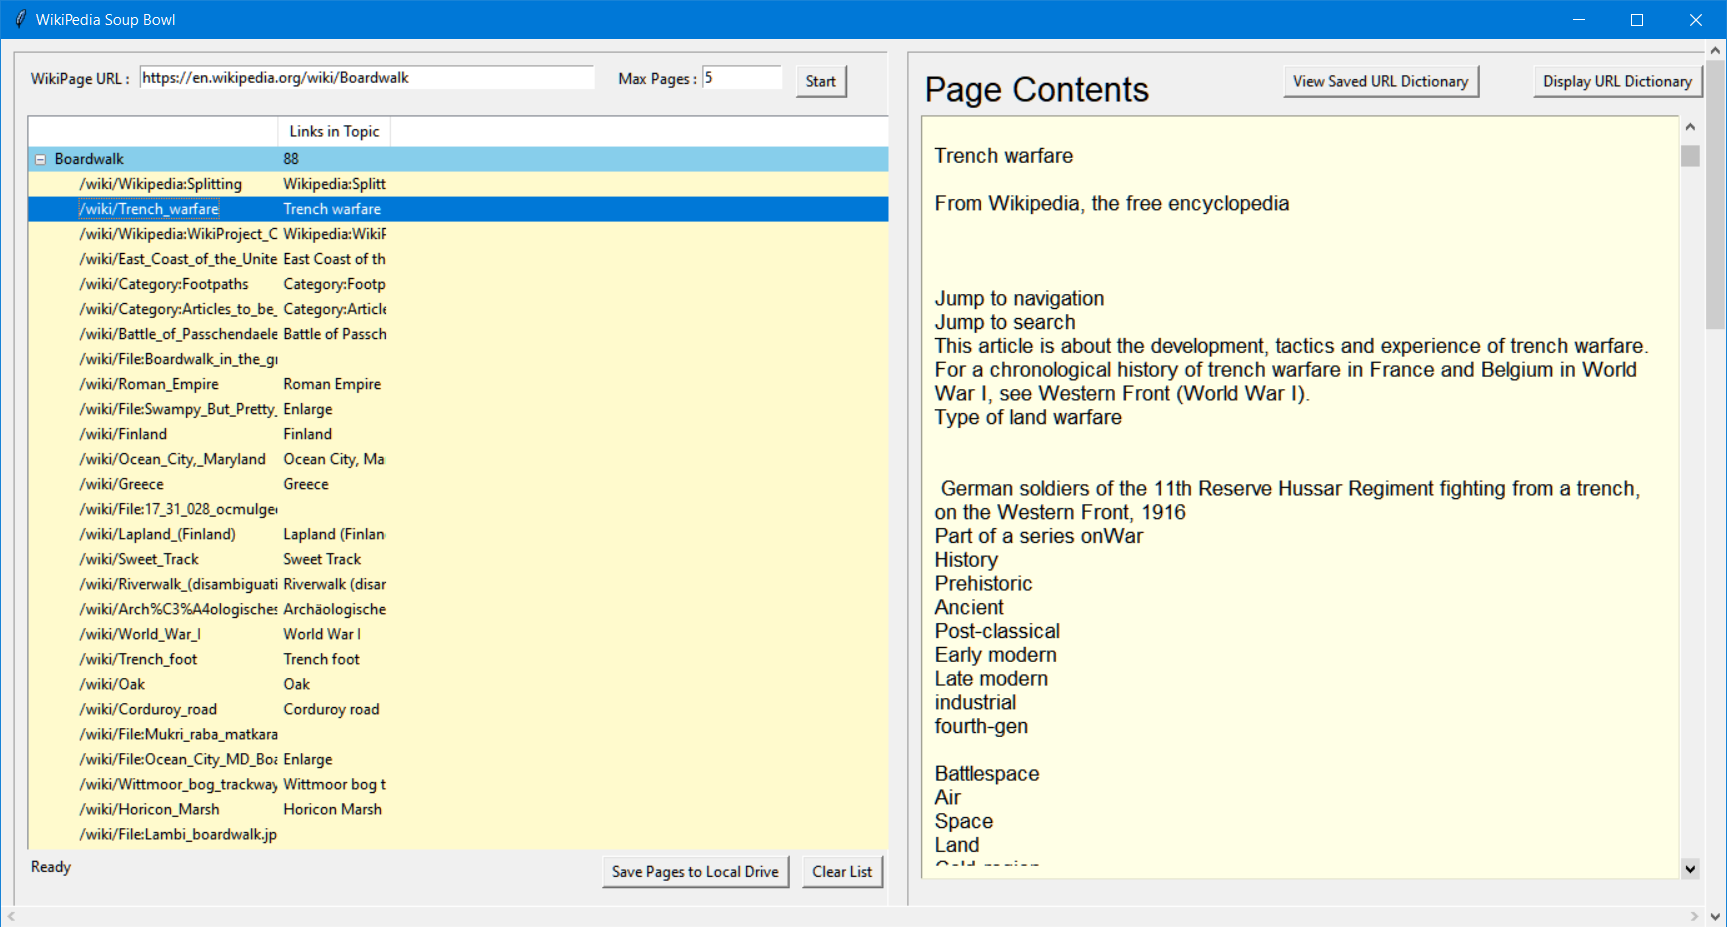 WikiPedia Soup Bowl
WikiPage URL : https://en.wikipedia.org/wiki/Boardwalk Max Pages : 5 Start
Links in Topic
Boardwalk 88
/wiki/Wikipedia:Splitting Wikipedia:Splitt
/wiki/Trench_warfare Trench warfare
/wiki/Wikipedia:WikiProject_C Wikipedia:WikiP
/wiki/East_Coast_of_the_Unite East Coast of th
/wiki/Category:Footpaths Category:Footp
/wiki/Category:Articles_to_be_ Category:Article
/wiki/Battle_of_Passchendaele Battle of Passch
/wiki/File:Boardwalk_in_the_gr
/wiki/Roman_Empire Roman Empire
/wiki/File:Swampy_But_Pretty_ Enlarge
/wiki/Finland Finland
/wiki/Ocean_City,_Maryland Ocean City, Ma
/wiki/Greece Greece
/wiki/File:17_31_028_ocmulgee
/wiki/Lapland_(Finland) Lapland (Finlan
/wiki/Sweet_Track Sweet Track
/wiki/Riverwalk_(disambiguati Riverwalk (disar
/wiki/Arch%C3%A4ologisches Archäologische
/wiki/World_War_I World War I
/wiki/Trench_foot Trench foot
/wiki/Oak Oak
/wiki/Corduroy_road Corduroy road
/wiki/File:Mukri_raba_matkara
/wiki/File:Ocean_City_MD_Boa Enlarge
/wiki/Wittmoor_bog_trackway Wittmoor bog t
/wiki/Horicon_Marsh Horicon Marsh
/wiki/File:Lambi_boardwalk.jp
Ready
Save Pages to Local Drive Clear List
Page Contents View Saved URL Dictionary Display URL Dictionary
Trench warfare
From Wikipedia, the free encyclopedia
Jump to navigation
Jump to search
This article is about the development, tactics and experience of trench warfare.
For a chronological history of trench warfare in France and Belgium in World
War I, see Western Front (World War I).
Type of land warfare
German soldiers of the 11th Reserve Hussar Regiment fighting from a trench,
on the Western Front, 1916
Part of a series onWar
History
Prehistoric
Ancient
Post-classical
Early modern
Late modern
industrial
fourth-gen
Battlespace
Air
Space
Land